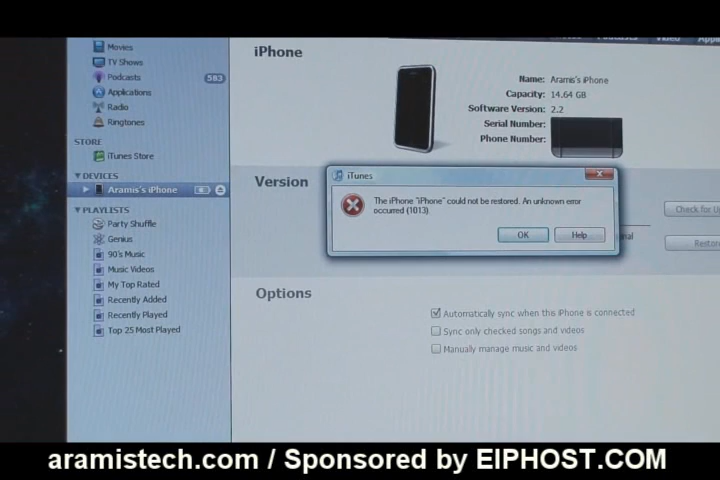 Movies
TV Shows
Podcasts
583
Applications
Radio
Ringtones
STORE
iTunes Store
DEVICES
Aramis's iPhone
PLAYLISTS
Party Shuffle
Genius
90's Music
Music Videos
My Top Rated
Recently Added
Recently Played
Top 25 Most Played
Podcasts
Video
iPhone
Name: Aramis's iPhone
Capacity: 14.64 GB
Software Version: 2.2
Serial Number:
Phone Number:
Version
Check for
iTunes
The iPhone "iPhone" could not be restored. An unknown error
occurred (1013).
OK
Help
Options
Automatically sync when this iPhone is connected
Sync only checked songs and videos
Manually manage music and videos
aramistech.com / Sponsored by EIPHOST.COM